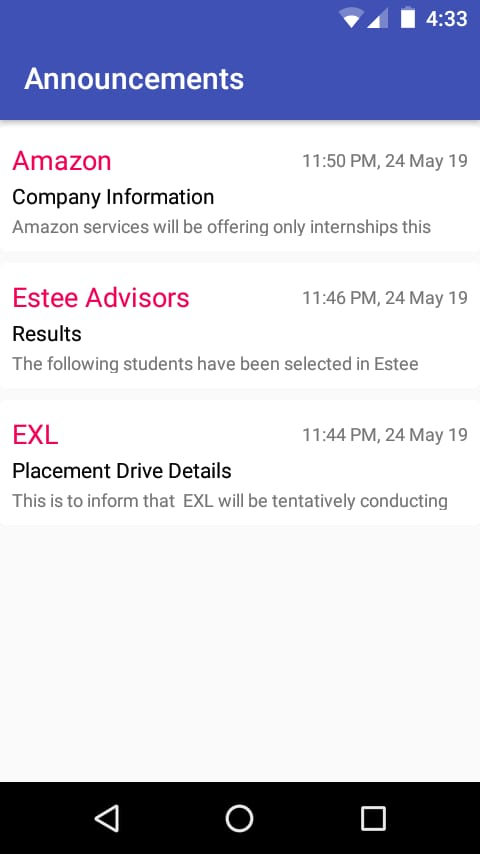 4:33
Announcements
Amazon 11:50 PM, 24 May 19
Company Information
Amazon services will be offering only internships this
Estee Advisors 11:46 PM, 24 May 19
Results
The following students have been selected in Estee
EXL 11:44 PM, 24 May 19
Placement Drive Details
This is to inform that  EXL will be tentatively conducting